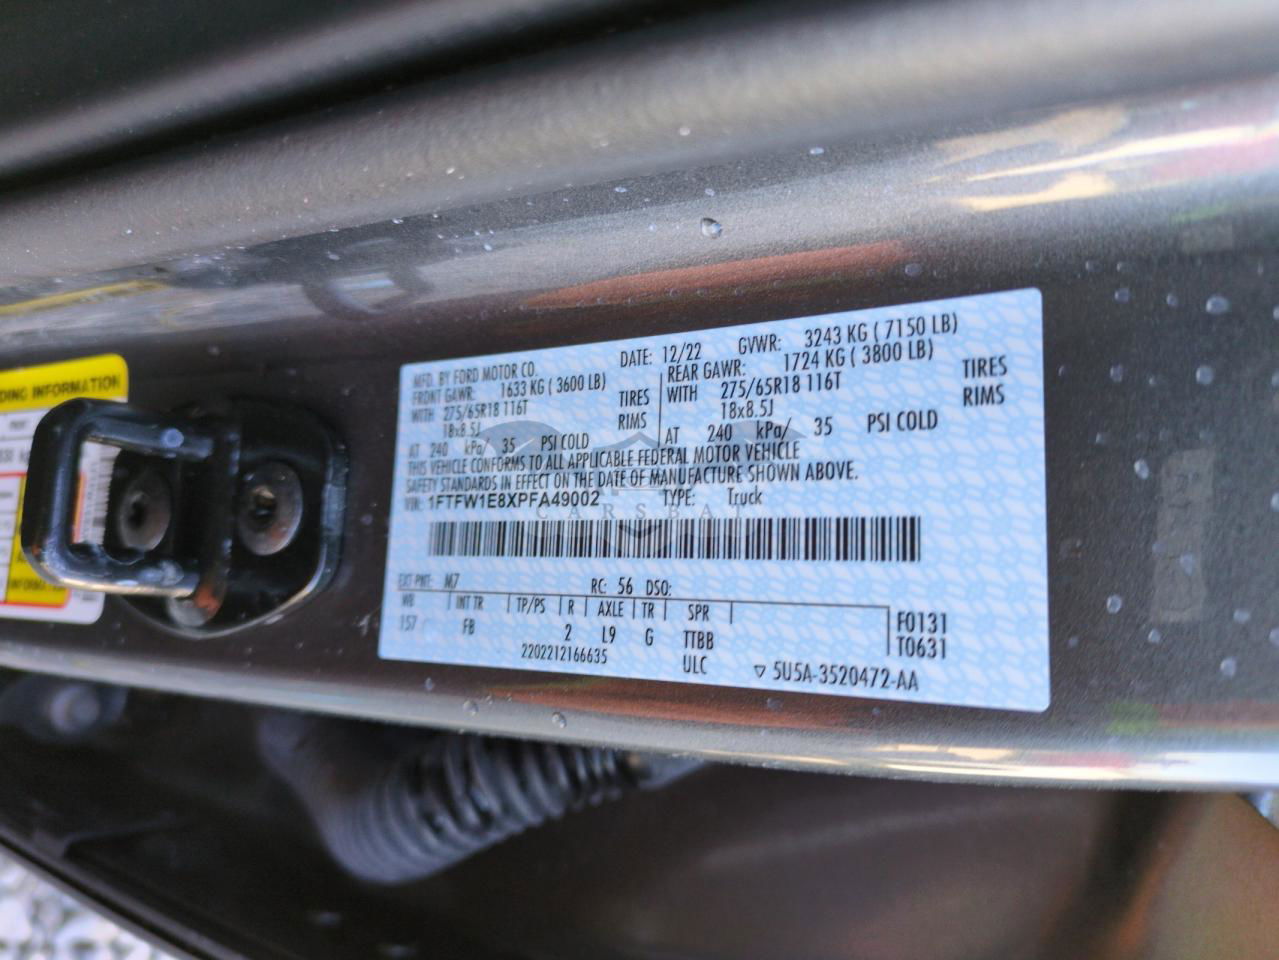 DING INFORMATION
MFD. BY FORD MOTOR CO.
DATE: 12/22 GVWR: 3243 KG ( 7150 LB)
FRONT GAWR: 1633 KG ( 3600 LB)
REAR GAWR: 1724 KG ( 3800 LB)
WITH 275/65R18 116T TIRES
WITH 275/65R18 116T TIRES
18x8.5J RIMS
18x8.5J RIMS
AT 240 kPa/ 35 PSI COLD
AT 240 kPa/ 35 PSI COLD
THIS VEHICLE CONFORMS TO ALL APPLICABLE FEDERAL MOTOR VEHICLE
SAFETY STANDARDS IN EFFECT ON THE DATE OF MANUFACTURE SHOWN ABOVE.
VIN: 1FTFW1E8XPFA49002 TYPE: Truck
CARSBAT
EXT PNT: M7 RC: 56 DSO:
WB INT TR TP/PS R AXLE TR SPR
157 FB 2 L9 G TTBB
F0131
T0631
2202212166635 ULC ▽ 5U5A-3520472-AA